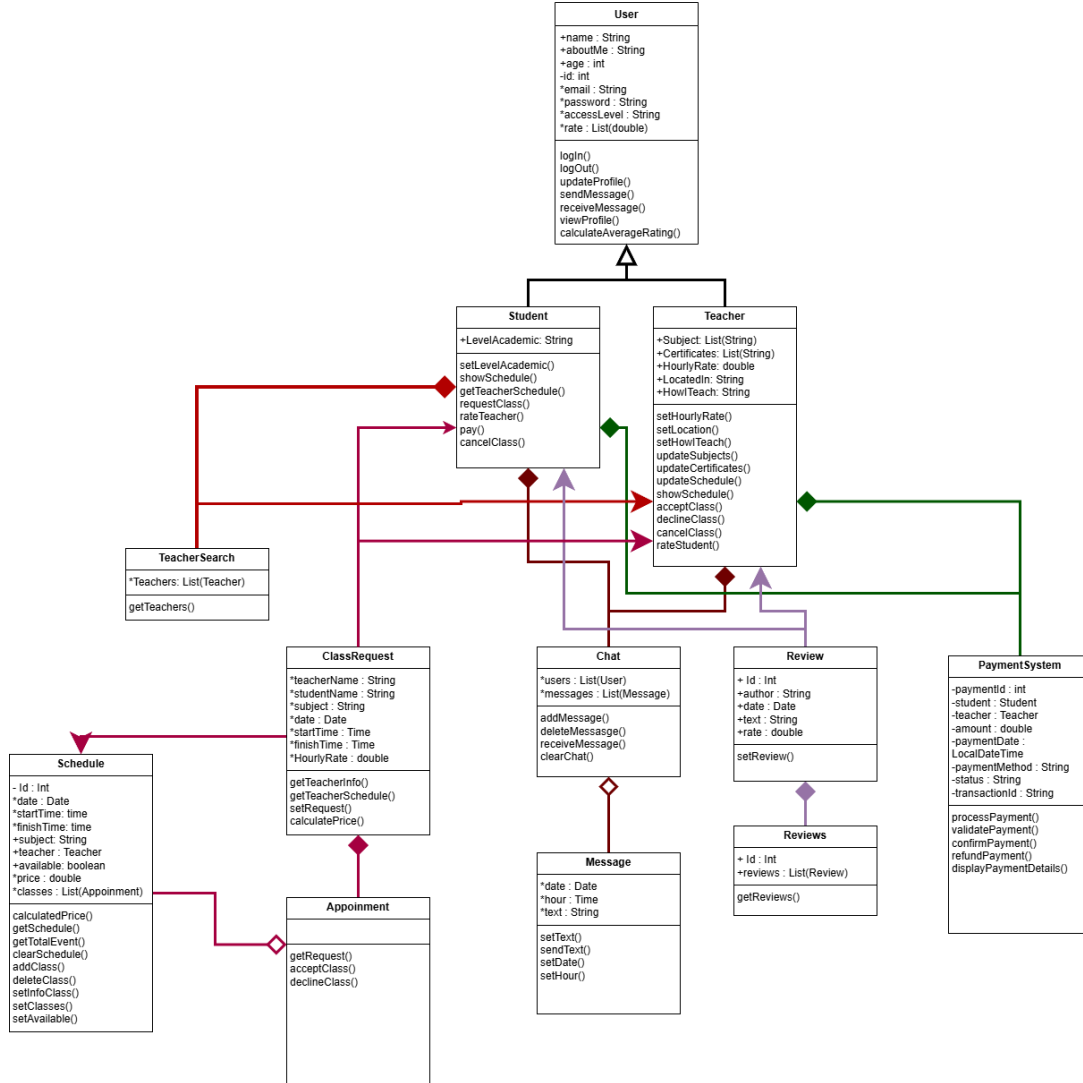 User
+name : String
+aboutMe : String
+age : int
-id: int
*email : String
*password : String
*accessLevel : String
*rate : List(double)
logIn()
logOut()
updateProfile()
sendMessage()
receiveMessage()
viewProfile()
calculateAverageRating()
Student
+LevelAcademic: String
setLevelAcademic()
showSchedule()
getTeacherSchedule()
requestClass()
rateTeacher()
pay()
cancelClass()
Teacher
+Subject: List(String)
+Certificates: List(String)
+HourlyRate: double
+LocatedIn: String
+HowITeach: String
setHourlyRate()
setLocation()
setHowITeach()
updateSubjects()
updateCertificates()
updateSchedule()
showSchedule()
acceptClass()
declineClass()
cancelClass()
rateStudent()
TeacherSearch
*Teachers: List(Teacher)
getTeachers()
ClassRequest
*teacherName : String
*studentName : String
*subject : String
*date : Date
*startTime : Time
*finishTime : Time
*HourlyRate : double
getTeacherInfo()
getTeacherSchedule()
setRequest()
calculatePrice()
Chat
*users : List(User)
*messages : List(Message)
addMessage()
deleteMessasge()
receiveMessage()
clearChat()
Review
+ Id : Int
+author : String
+date : Date
+text : String
+rate : double
setReview()
PaymentSystem
-paymentId : int
-student : Student
-teacher : Teacher
-amount : double
-paymentDate :
LocalDateTime
-paymentMethod : String
-status : String
-transactionId : String
processPayment()
validatePayment()
confirmPayment()
refundPayment()
displayPaymentDetails()
Schedule
- Id : Int
*date : Date
*startTime: time
*finishTime: time
+subject: String
+teacher : Teacher
+available: boolean
*price : double
*classes : List(Appoinment)
calculatedPrice()
getSchedule()
getTotalEvent()
clearSchedule()
addClass()
deleteClass()
setInfoClass()
setClasses()
setAvailable()
Appoinment
getRequest()
acceptClass()
declineClass()
Message
*date : Date
*hour : Time
*text : String
setText()
sendText()
setDate()
setHour()
Reviews
+ Id : Int
+reviews : List(Review)
getReviews()